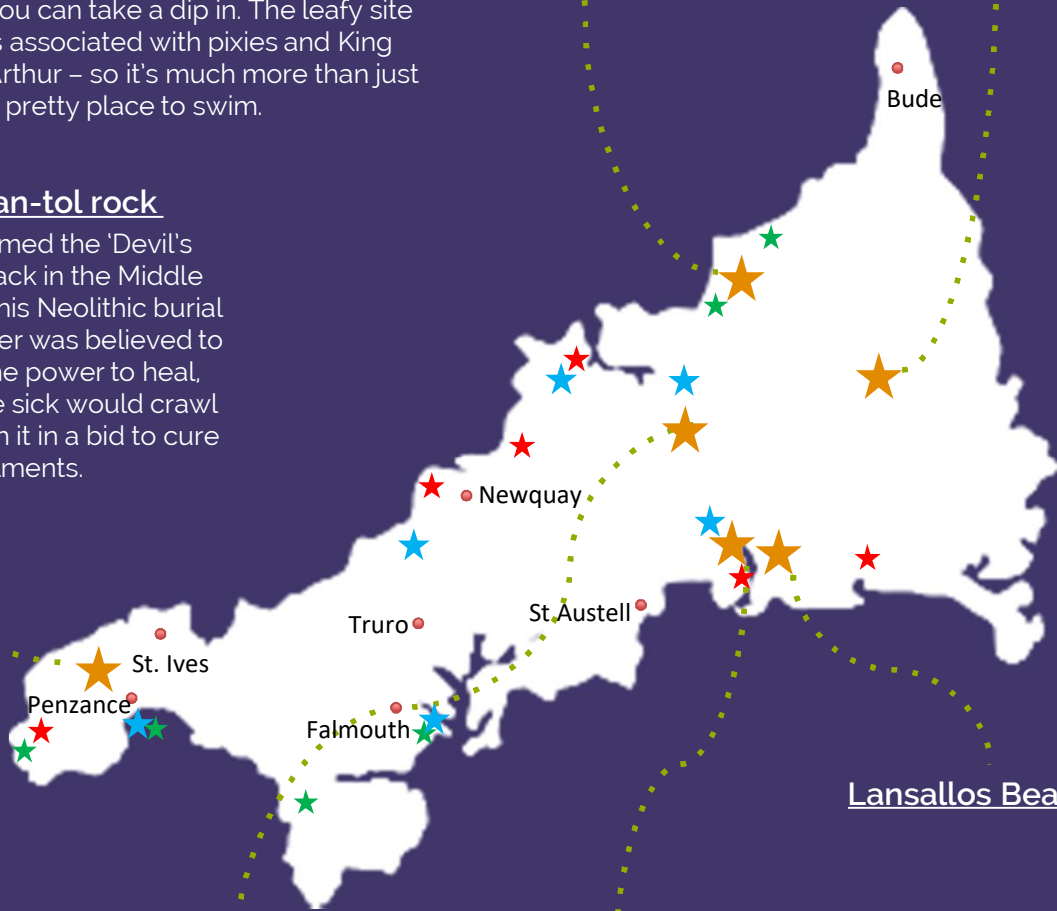 ou can take a dip in. The leafy site
s associated with pixies and King
rthur – so it's much more than just
pretty place to swim.
an-tol rock
med the 'Devil's
ack in the Middle
his Neolithic burial
er was believed to
he power to heal,
e sick would crawl
h it in a bid to cure
lments.
Bude
Newquay
Truro
St.Austell
St. Ives
Penzance
Falmouth
Lansallos Bea